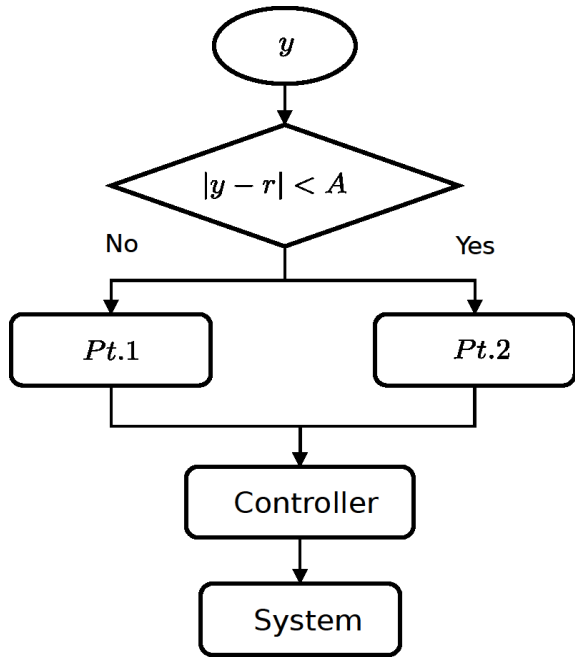 y
|y − r| < A
No
Yes
Pt.1
Pt.2
Controller
System